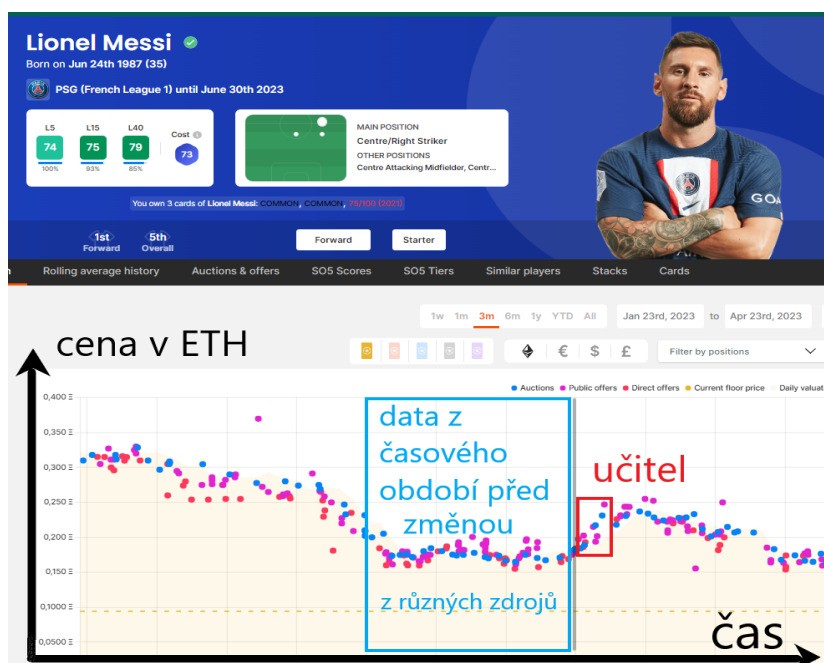 Lionel Messi
Born on Jun 24th 1987 (35)
PSG (French League 1) until June 30th 2023
L5 L15 L40 Cost
74 75 79 73
100% 93% 85%
MAIN POSITION
Centre/Right Striker
OTHER POSITIONS
Centre Attacking Midfielder, Centr...
GOA
You own 3 cards of Lionel Messi: COMMON, COMMON, 75/100 (2021)
1st 5th
Forward Overall
Forward Starter
Rolling average history Auctions & offers SO5 Scores SO5 Tiers Similar players Stacks Cards
1w 1m 3m 6m 1y YTD All Jan 23rd, 2023 to Apr 23rd, 2023
cena v ETH
€ $ £ Filter by positions
Auctions Public offers Direct offers Current floor price Daily valuat
0,400 Ξ
0,350 Ξ
0,300 Ξ
0,250 Ξ
0,200 Ξ
0,150 Ξ
0,1000 Ξ
0,0500 Ξ
data z
časového
období před
změnou
z různých zdrojů
učitel
čas